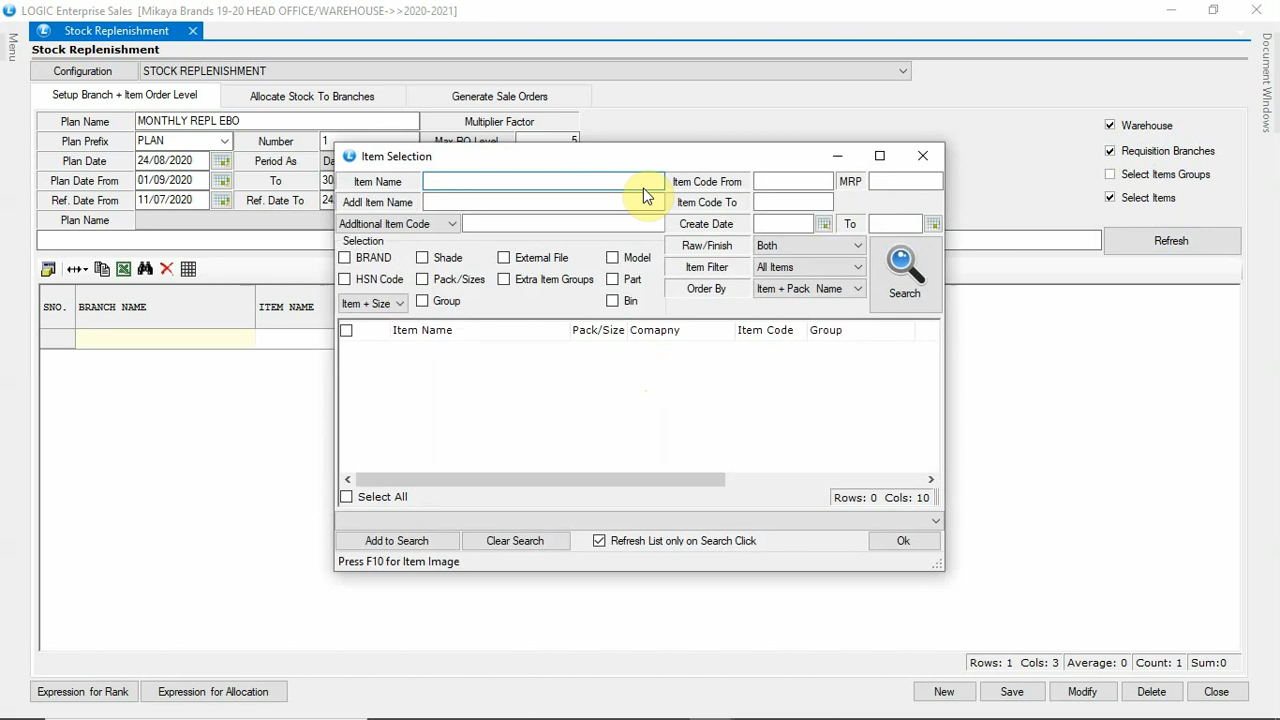 LOGIC Enterprise Sales [Mikaya Brands 19-20 HEAD OFFICE/WAREHOUSE->>2020-2021]
Menu
Stock Replenishment
Document WIndows
Stock Replenishment
Configuration STOCK REPLENISHMENT
Setup Branch + Item Order Level Allocate Stock To Branches Generate Sale Orders
Plan Name MONTHLY REPL EBO Multiplier Factor
Plan Prefix PLAN Number 1 5
Plan Date 24/08/2020 Period As
Plan Date From 01/09/2020 To 30
Ref. Date From 11/07/2020 Ref. Date To 24
Plan Name
Warehouse
Requisition Branches
Select Items Groups
Select Items
Refresh
SNO. BRANCH NAME ITEM NAME
Item Selection
Item Name Item Code From MRP
Addl Item Name Item Code To
Addtional Item Code Create Date To
Selection Raw/Finish Both
BRAND Shade External File Model
Item Filter All Items
HSN Code Pack/Sizes Extra Item Groups Part
Order By Item + Pack Name Search
Item + Size Group Bin
Item Name Pack/Size Comapny Item Code Group
Select All Rows: 0 Cols: 10
Add to Search Clear Search Refresh List only on Search Click Ok
Press F10 for Item Image
Rows: 1 Cols: 3 Average: 0 Count: 1 Sum:0
Expression for Rank Expression for Allocation New Save Modify Delete Close